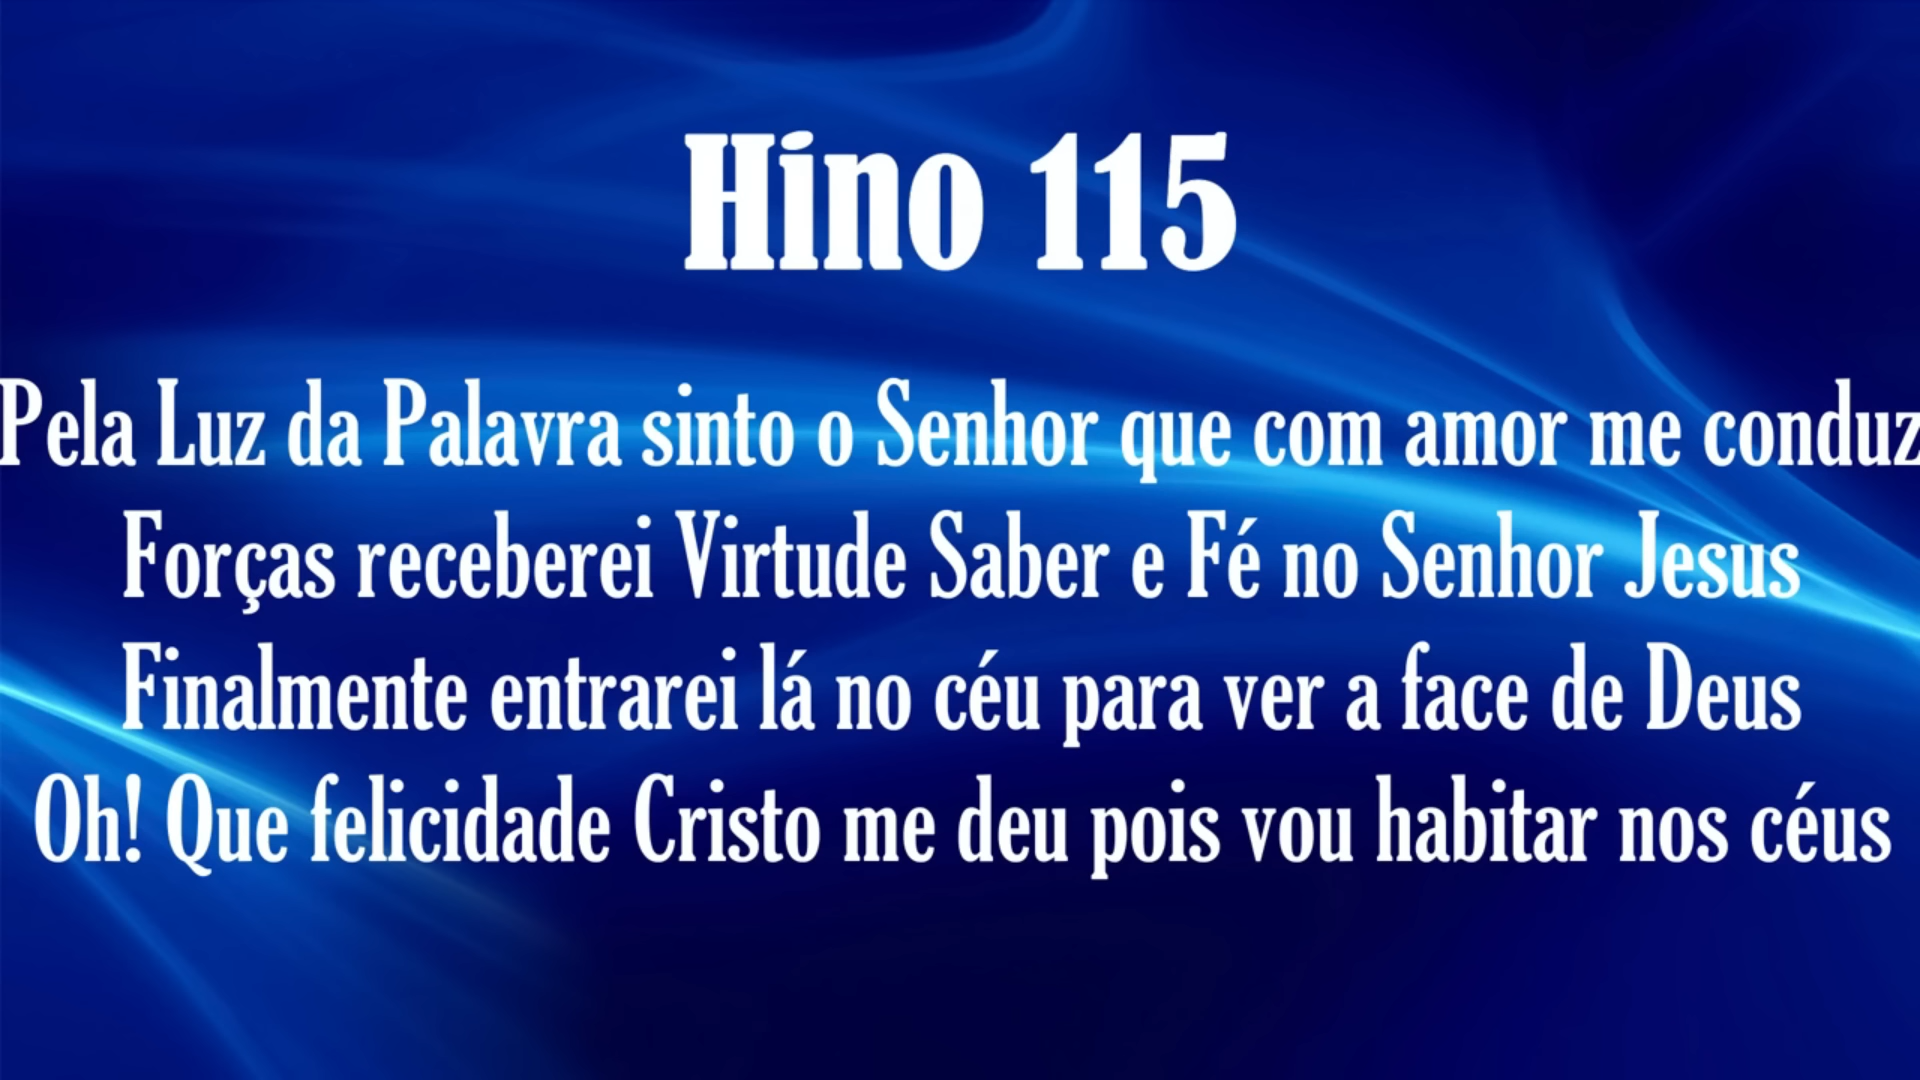 Hino 115
Pela Luz da Palavra sinto o Senhor que com amor me conduz
Forças receberei Virtude Saber e Fé no Senhor Jesus
Finalmente entrarei lá no céu para ver a face de Deus
Oh! Que felicidade Cristo me deu pois vou habitar nos céus